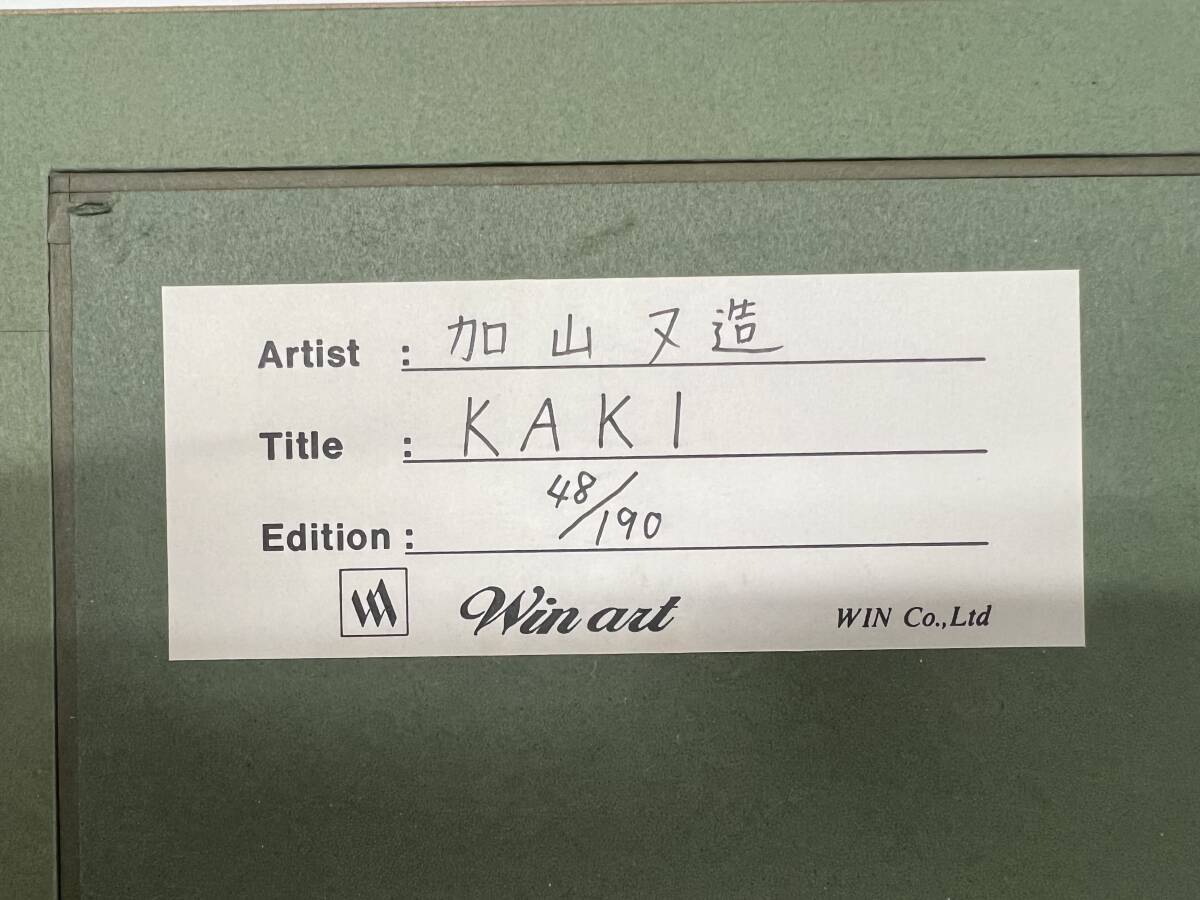 Artist : 加山又造
Title : KAKI
Edition : 48/190
Win art WIN Co.,Ltd